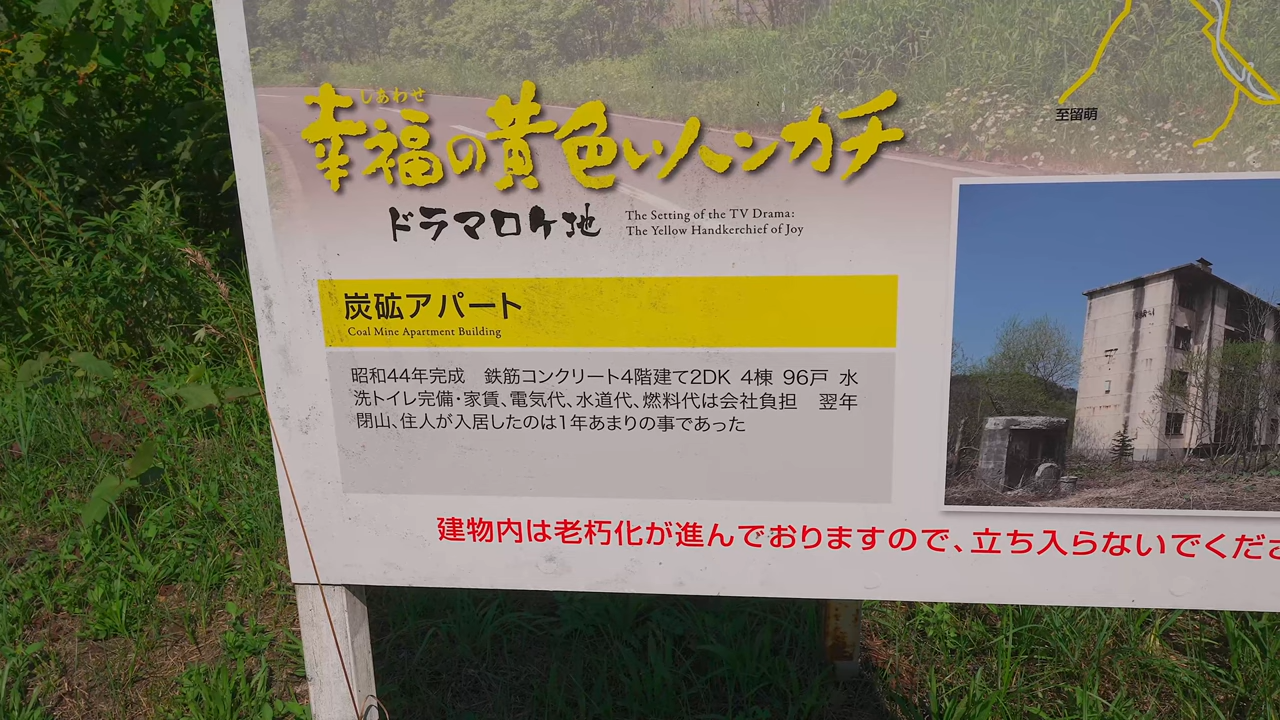 至留萌
しあわせ
幸福の黄色いハンカチ
ドラマロケ地
The Setting of the TV Drama:
The Yellow Handkerchief of Joy
炭砿アパート
Coal Mine Apartment Building
昭和44年完成 鉄筋コンクリート4階建て2DK 4棟 96戸 水
洗トイレ完備・家賃、電気代、水道代、燃料代は会社負担 翌年
閉山、住人が入居したのは1年あまりの事であった
建物内は老朽化が進んでおりますので、立ち入らないでくださ